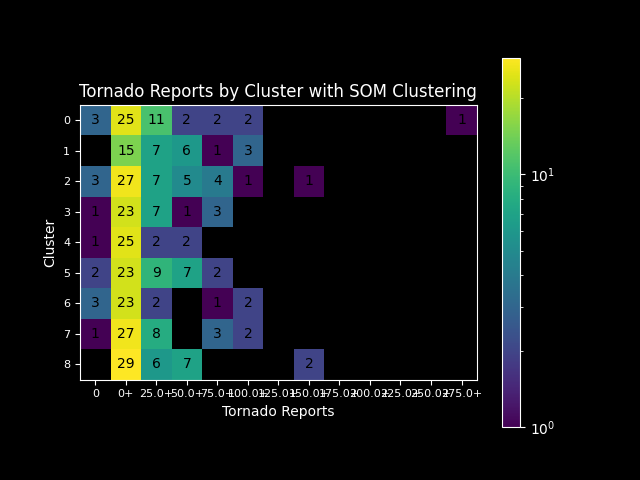 Tornado Reports by Cluster with SOM Clustering
0 3 25 11 2 2 2 1
1 15 7 6 1 3
2 3 27 7 5 4 1 1
3 1 23 7 1 3
4 1 25 2 2
5 2 23 9 7 2
6 3 23 2 1 2
7 1 27 8 3 2
8 29 6 7 2
Cluster
0 0+ 25.0+ 50.0+ 75.0+ 100.0+ 125.0+ 150.0+ 175.0+ 200.0+ 225.0+ 250.0+ 275.0+
Tornado Reports
10^1
10^0